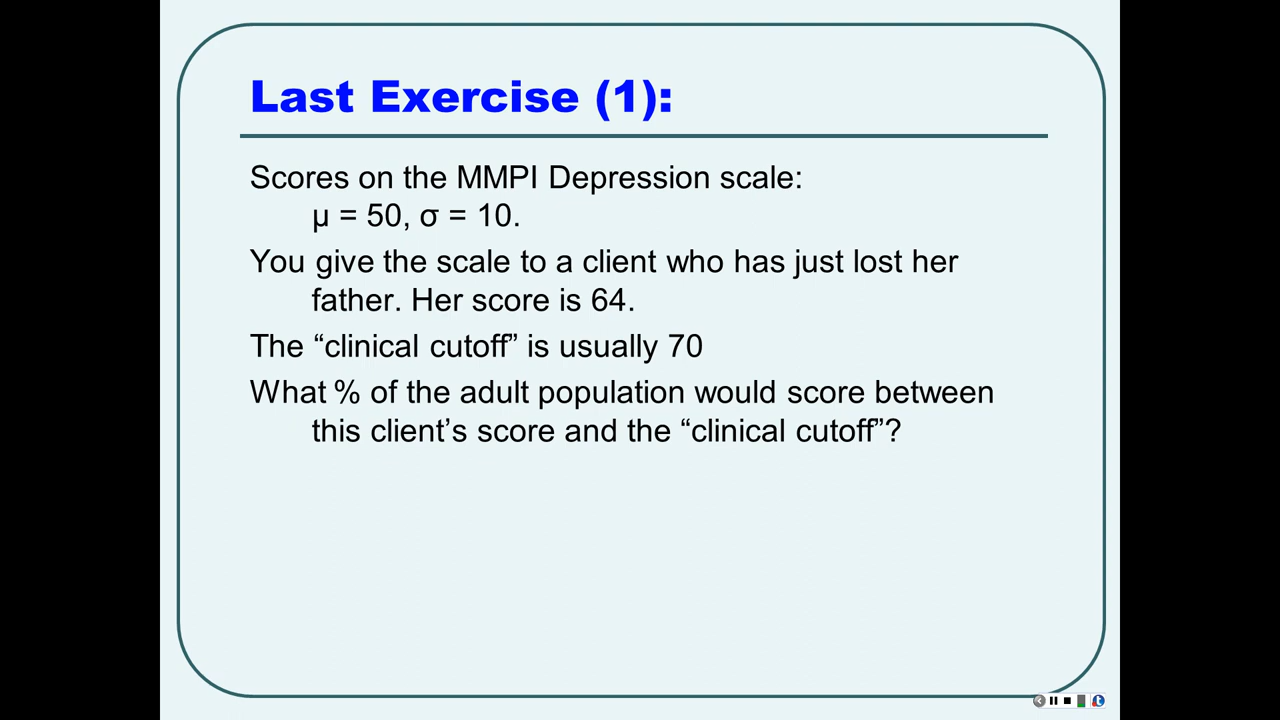 Last Exercise (1):
Scores on the MMPI Depression scale:
μ = 50, σ = 10.
You give the scale to a client who has just lost her
father. Her score is 64.
The “clinical cutoff” is usually 70
What % of the adult population would score between
this client’s score and the “clinical cutoff”?